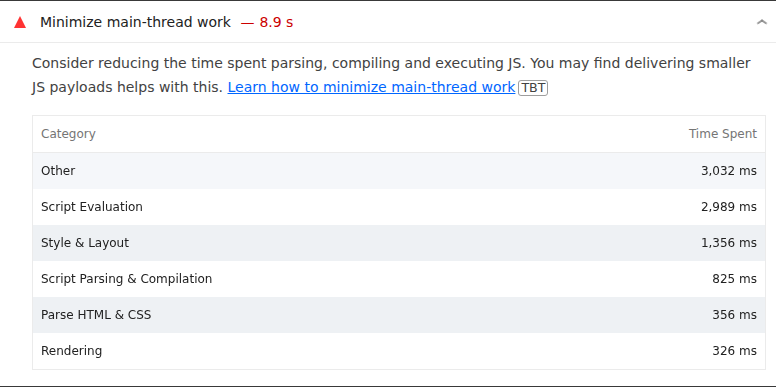 Minimize main-thread work — 8.9 s
Consider reducing the time spent parsing, compiling and executing JS. You may find delivering smaller
JS payloads helps with this. Learn how to minimize main-thread work TBT
Category Time Spent
Other 3,032 ms
Script Evaluation 2,989 ms
Style & Layout 1,356 ms
Script Parsing & Compilation 825 ms
Parse HTML & CSS 356 ms
Rendering 326 ms